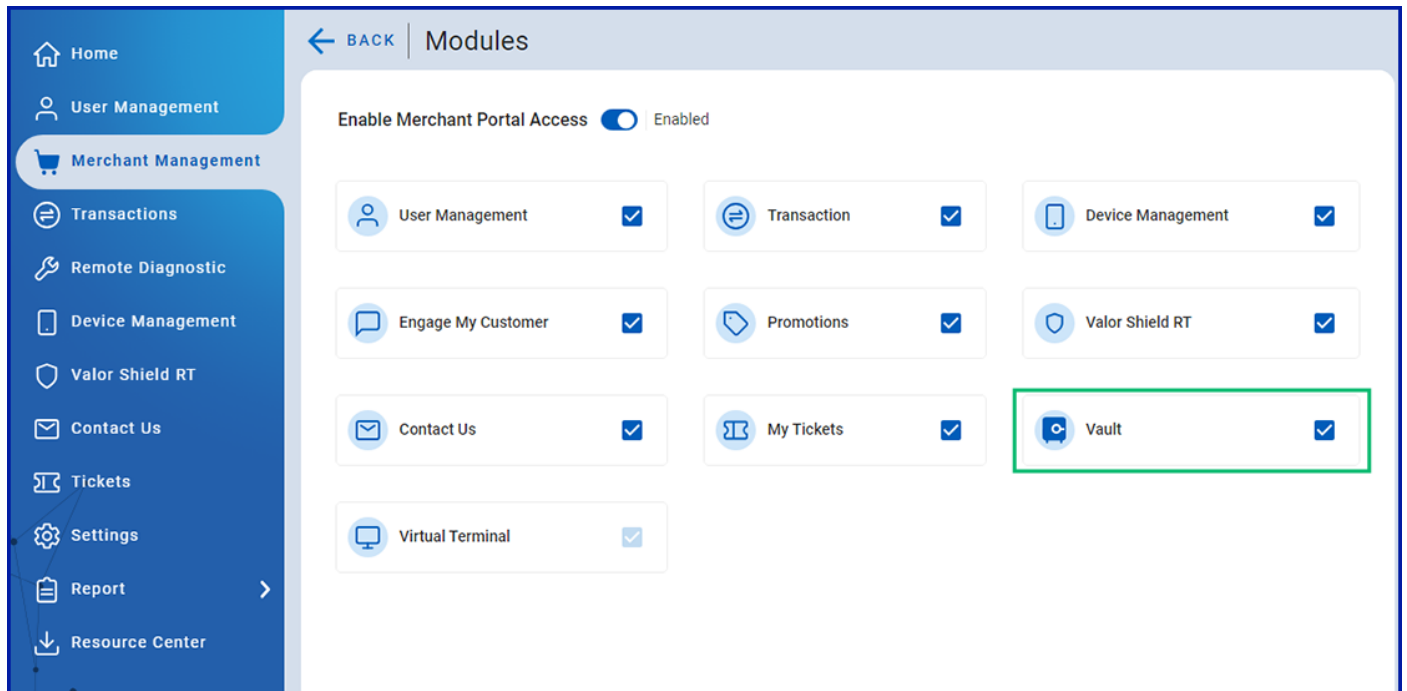 Home
User Management
Merchant Management
Transactions
Remote Diagnostic
Device Management
Valor Shield RT
Contact Us
Tickets
Settings
Report
Resource Center
BACK Modules
Enable Merchant Portal Access Enabled
User Management Transaction Device Management
Engage My Customer Promotions Valor Shield RT
Contact Us My Tickets Vault
Virtual Terminal